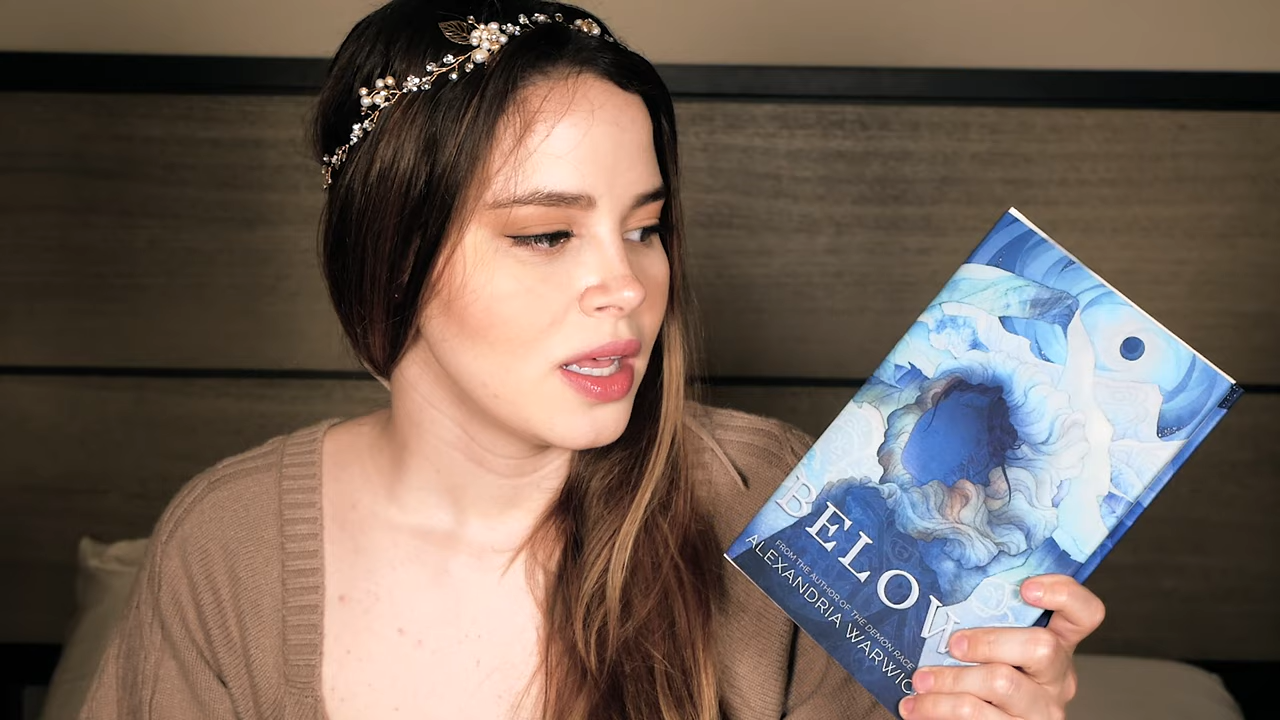 BELOW
FROM THE AUTHOR OF THE DEMON RACE
ALEXANDRIA WARWIC